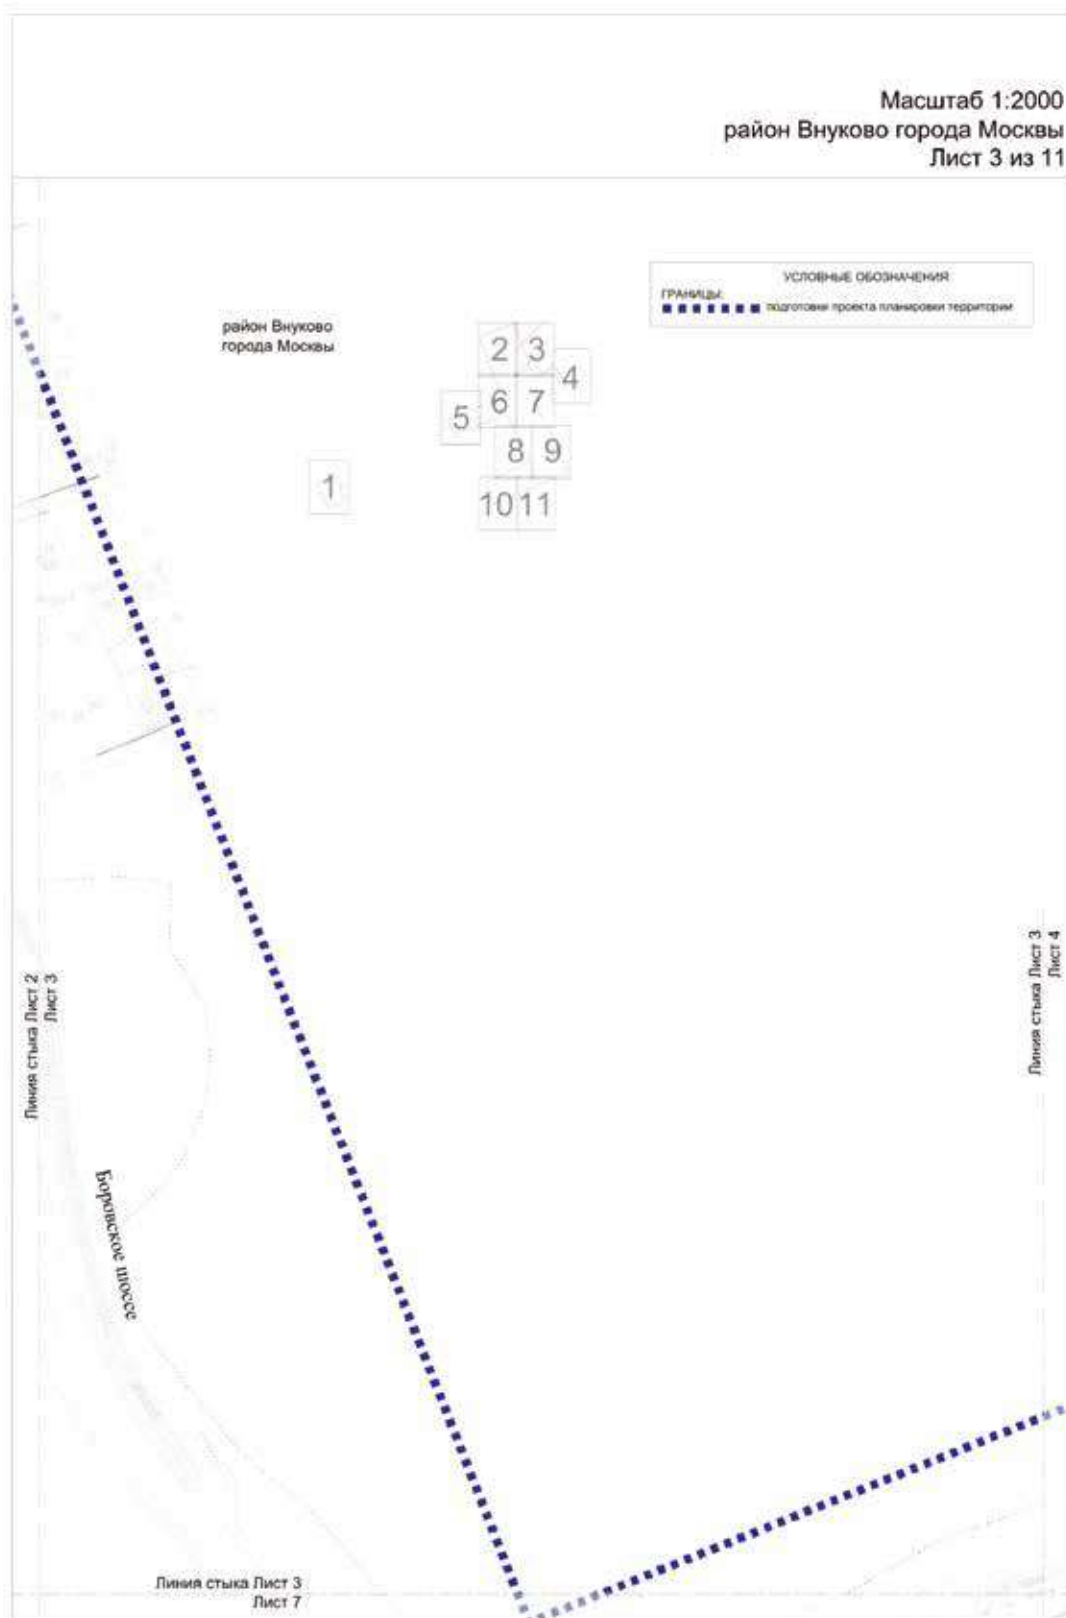 Масштаб 1:2000
район Внуково города Москвы
Лист 3 из 11
УСЛОВНЫЕ ОБОЗНАЧЕНИЯ
ГРАНИЦЫ:
подготовки проекта планировки территории
район Внуково
города Москвы
2 3
4
5 6 7
8 9
1
10 11
Линия стыка Лист 2
Лист 3
Линия стыка Лист 3
Лист 4
Боровское шоссе
Линия стыка Лист 3
Лист 7